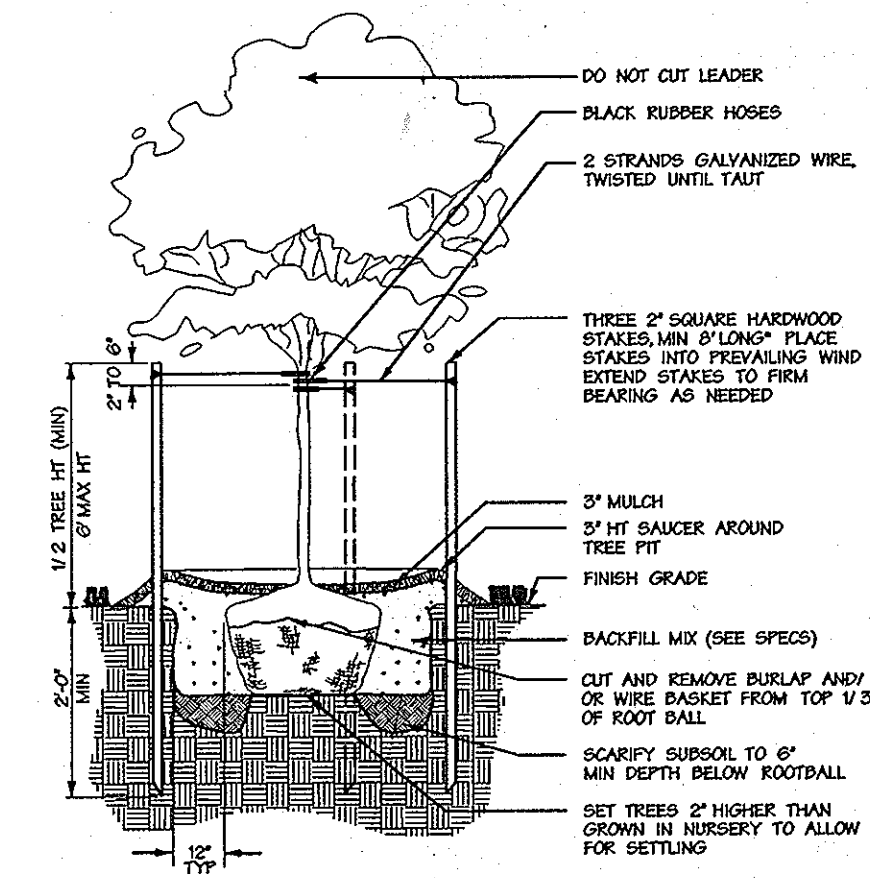 DO NOT CUT LEADER
BLACK RUBBER HOSES
2 STRANDS GALVANIZED WIRE,
TWISTED UNTIL TAUT
THREE 2" SQUARE HARDWOOD
STAKES, MIN 8' LONG" PLACE
STAKES INTO PREVAILING WIND
EXTEND STAKES TO FIRM
BEARING AS NEEDED
2" TO 6"
1/2 TREE HT (MIN)
6' MAX HT
3" MULCH
3" HT SAUCER AROUND
TREE PIT
FINISH GRADE
BACKFILL MIX (SEE SPECS)
2'-0"
MIN
CUT AND REMOVE BURLAP AND/
OR WIRE BASKET FROM TOP 1/3
OF ROOT BALL
SCARIFY SUBSOIL TO 6"
MIN DEPTH BELOW ROOTBALL
SET TREES 2" HIGHER THAN
GROWN IN NURSERY TO ALLOW
FOR SETTLING
12"
TYP